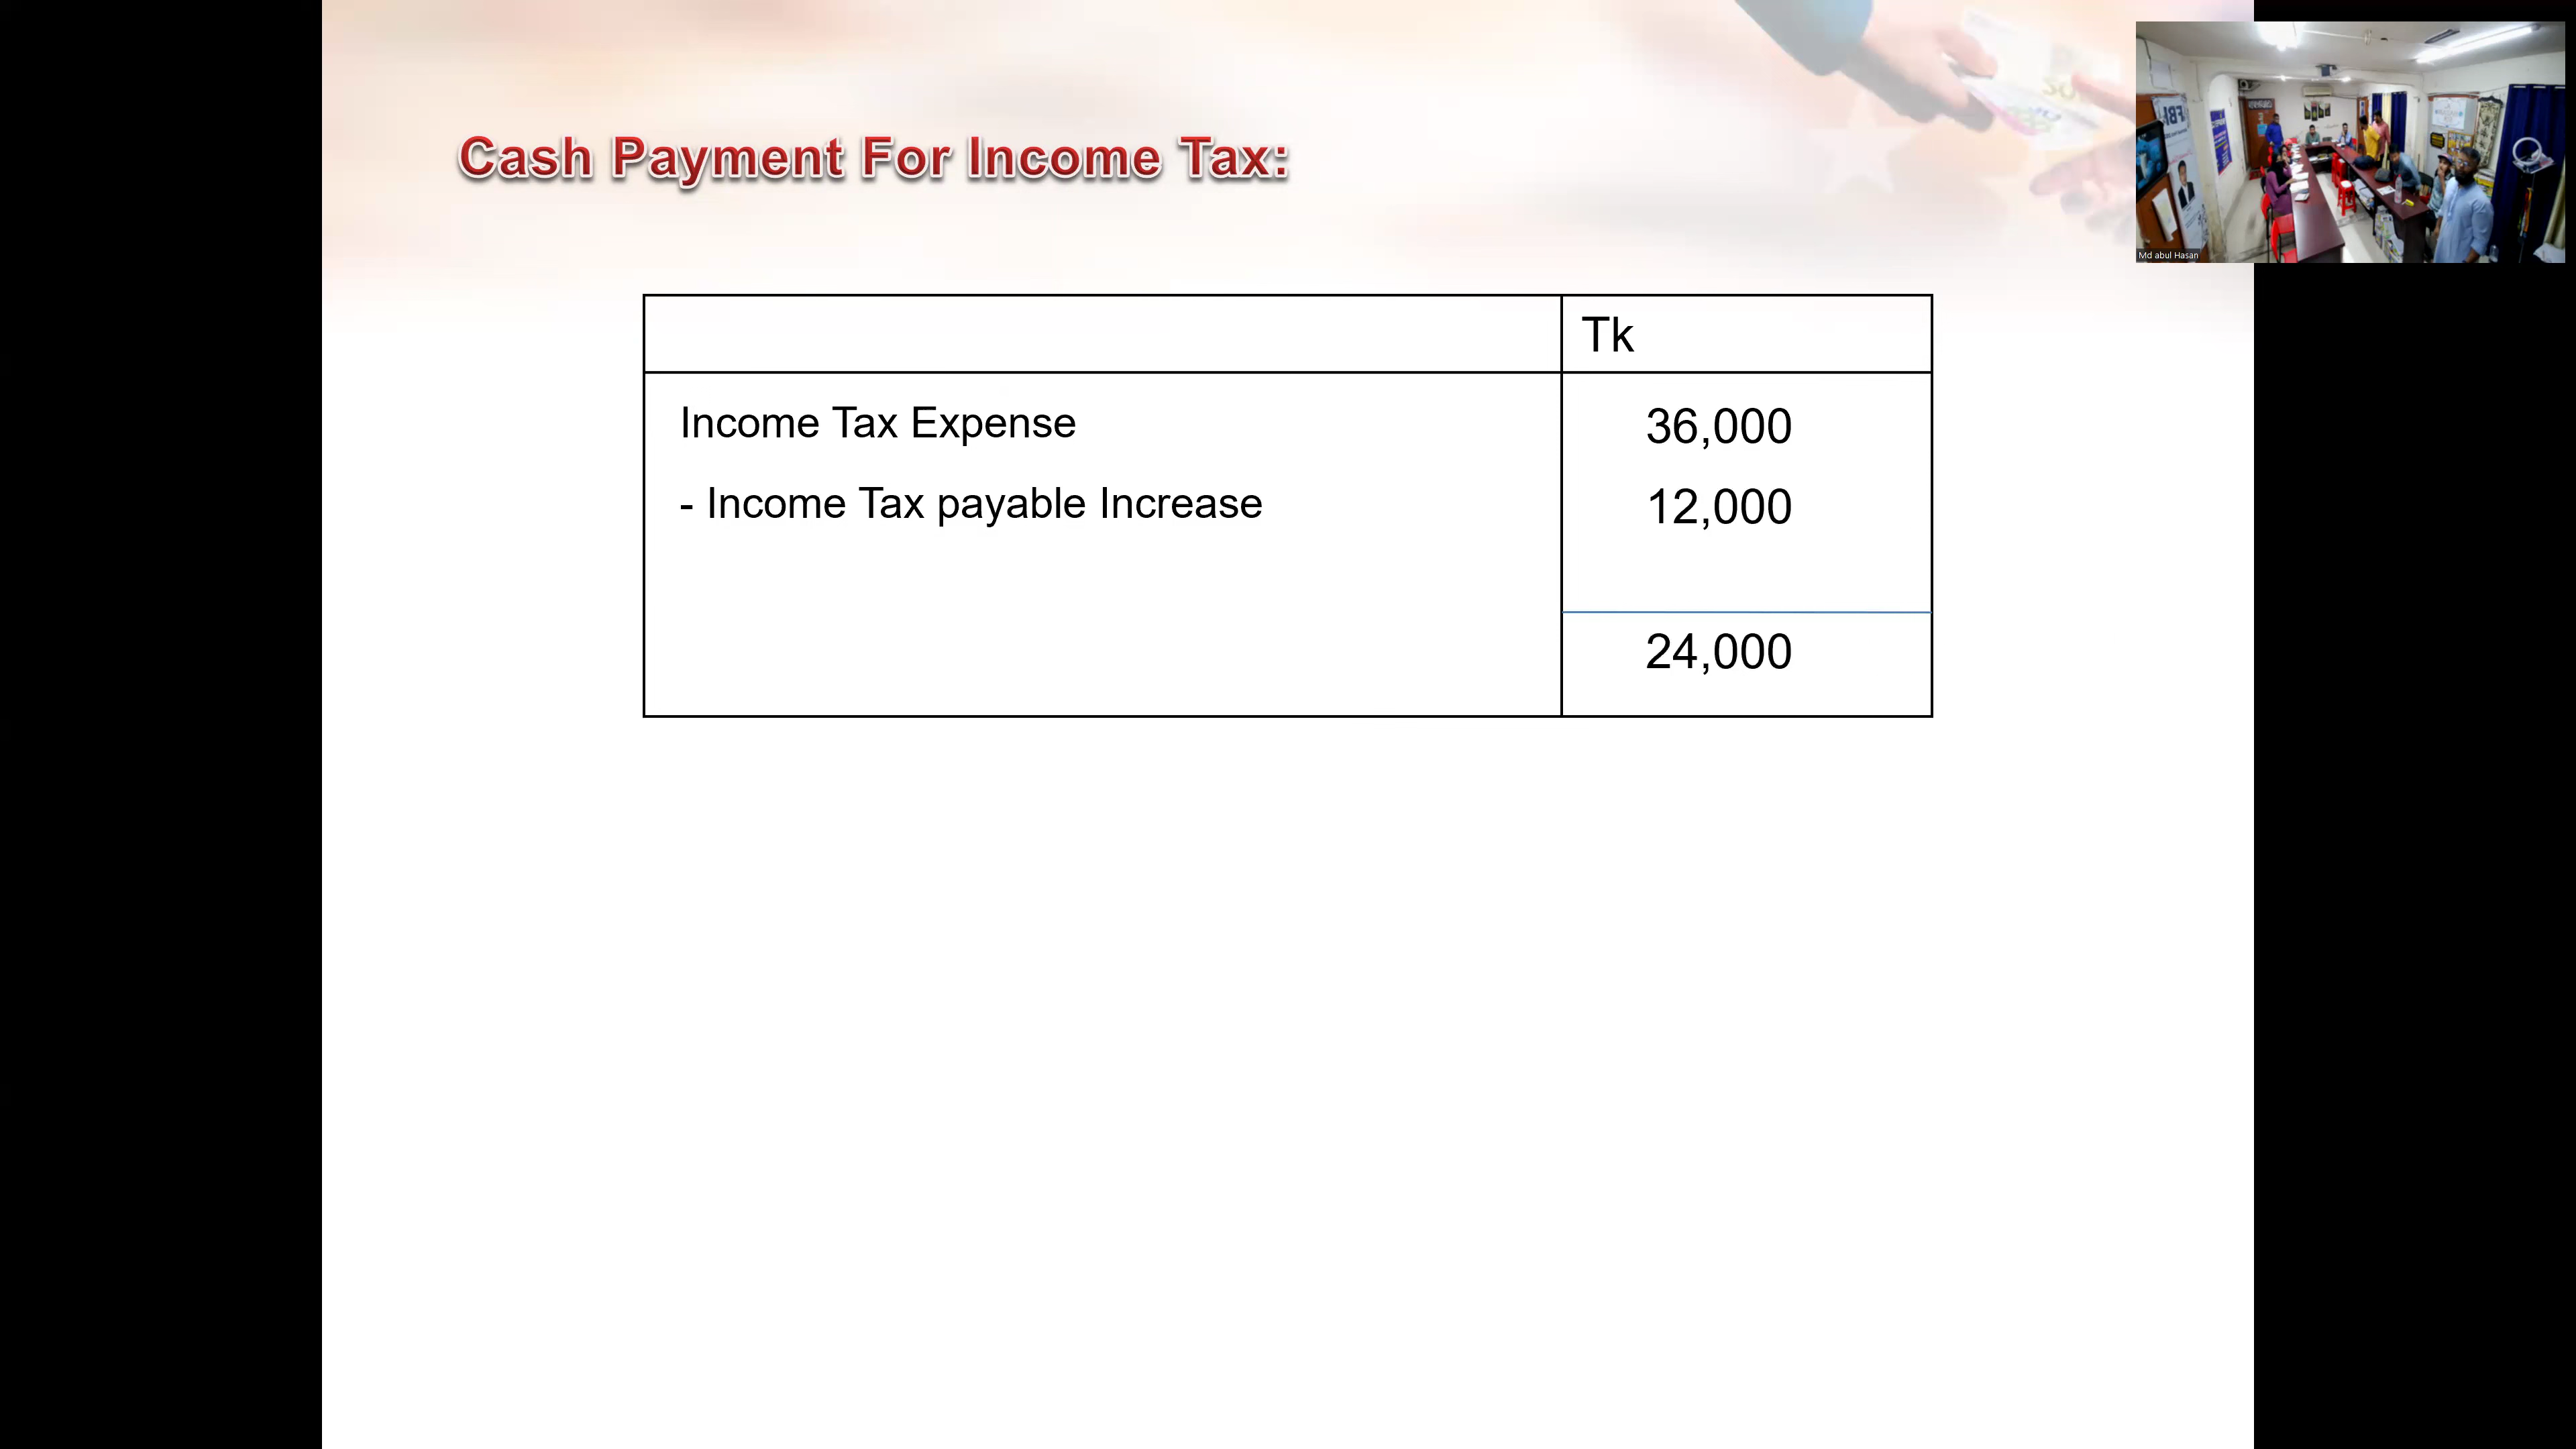 Cash Payment For Income Tax:
Tk
Income Tax Expense 36,000
- Income Tax payable Increase 12,000
24,000
Md abul Hasan